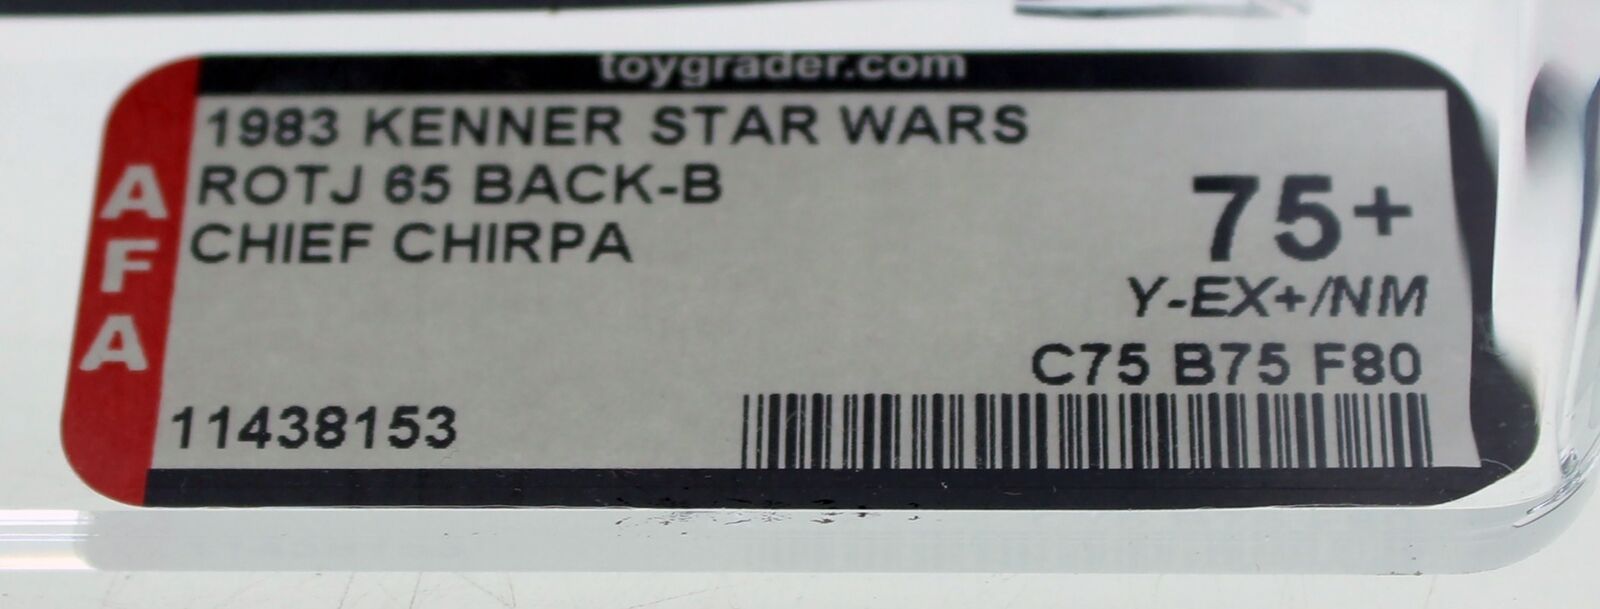 toygrader.com
AFA
1983 KENNER STAR WARS
ROTJ 65 BACK-B
CHIEF CHIRPA
75+
Y-EX+/NM
C75 B75 F80
11438153